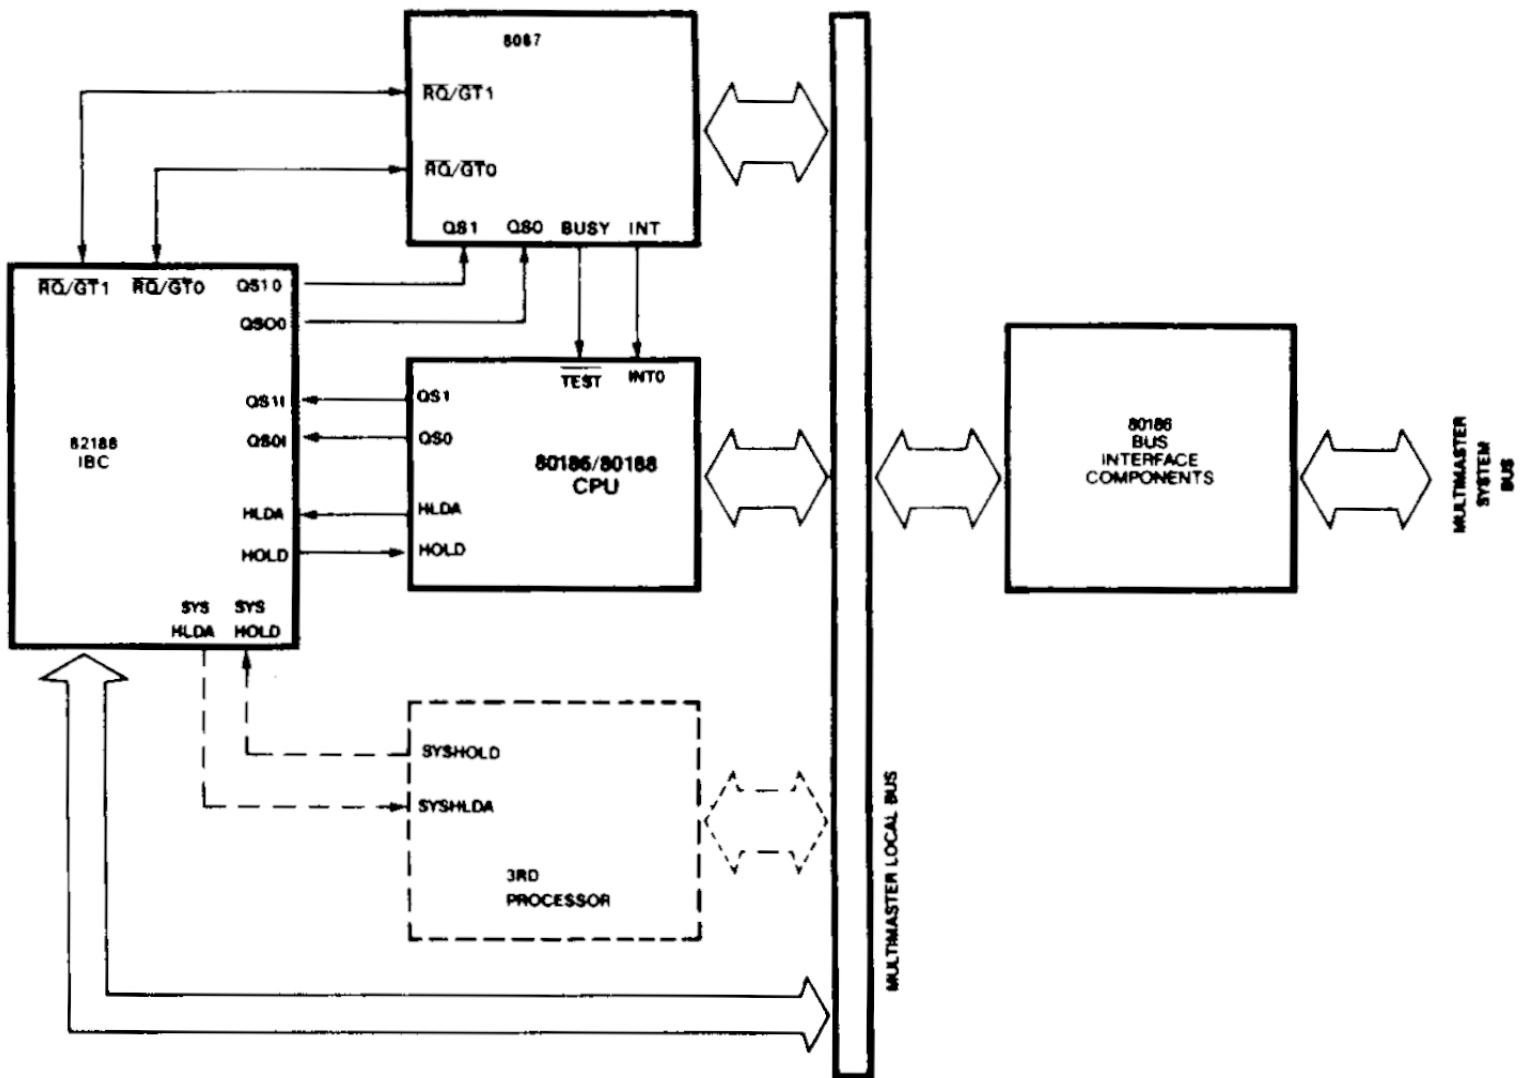 8087
RQ/GT1
RQ/GT0
QS1 QS0 BUSY INT
RQ/GT1 RQ/GT0 QS1O
QSO0
QS1I
QS0I
82188
IBC
HLDA
HOLD
SYS SYS
HLDA HOLD
TEST INT0
QS1
QS0
80186/80188
CPU
HLDA
HOLD
SYSHOLD
SYSHLDA
3RD
PROCESSOR
MULTIMASTER LOCAL BUS
80186
BUS
INTERFACE
COMPONENTS
MULTIMASTER
SYSTEM
BUS